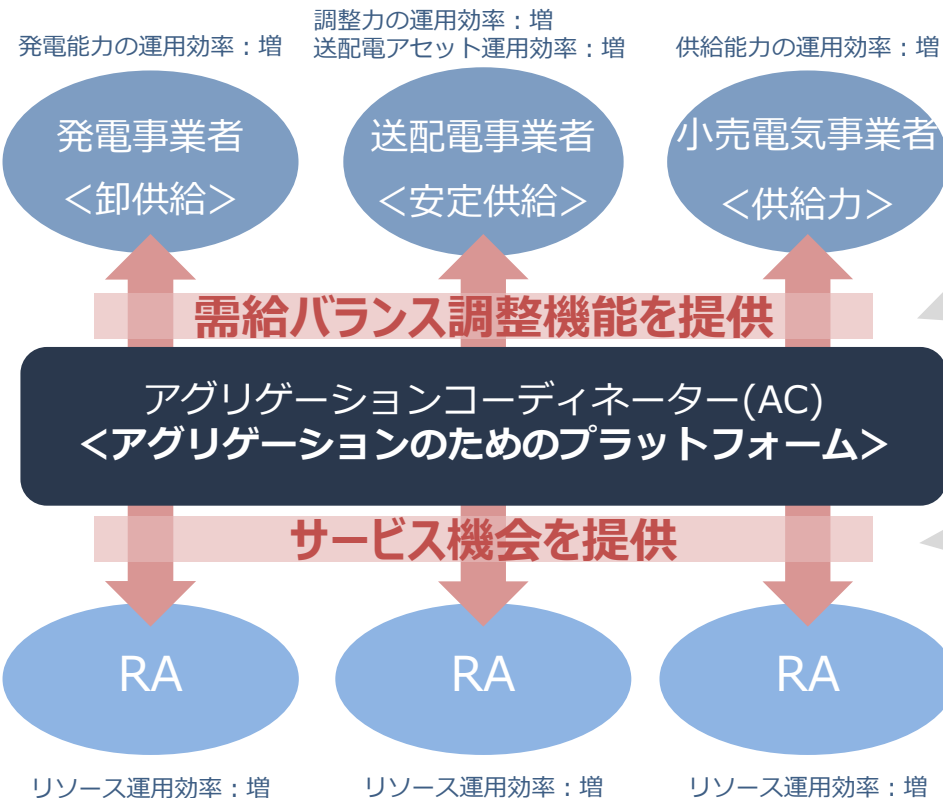 調整力の運用効率：増
発電能力の運用効率：増
送配電アセット運用効率：増
供給能力の運用効率：増
発電事業者
<卸供給>
送配電事業者
<安定供給>
小売電気事業者
<供給力>
需給バランス調整機能を提供
アグリゲーションコーディネーター(AC)
<アグリゲーションのためのプラットフォーム>
サービス機会を提供
RA
RA
RA
リソース運用効率：増
リソース運用効率：増
リソース運用効率：増